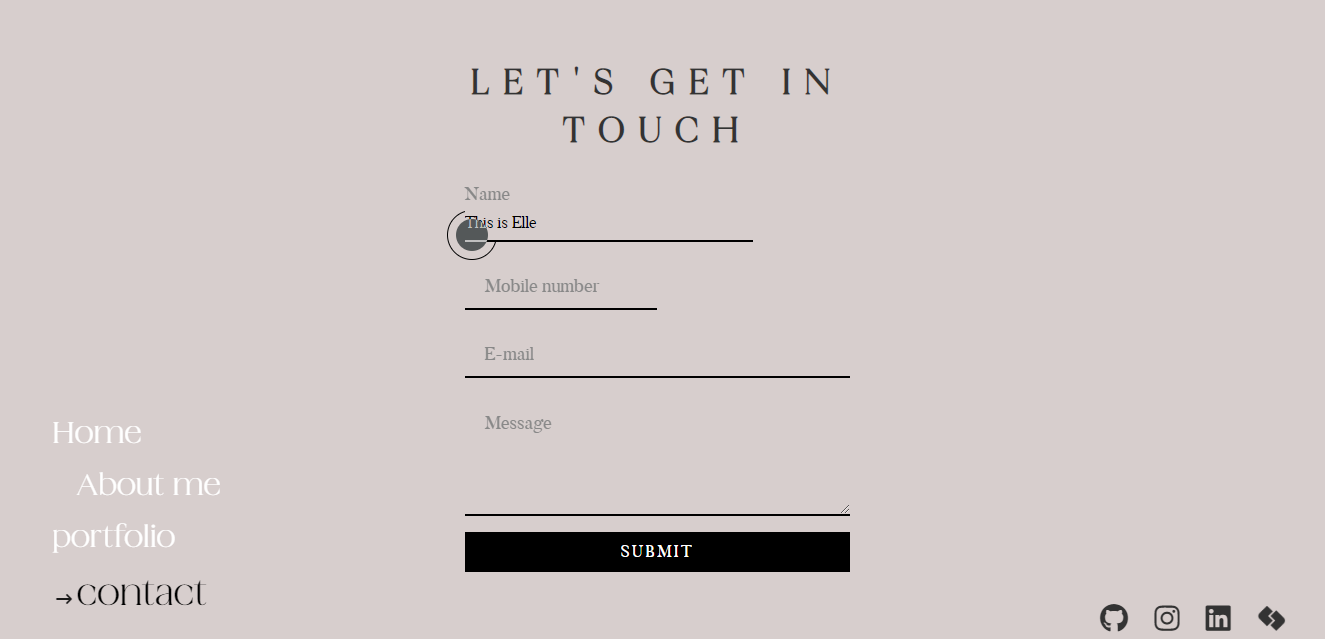 LET'S GET IN
TOUCH
Name
This is Elle
Mobile number
E-mail
Message
SUBMIT
Home
About me
portfolio
→contact